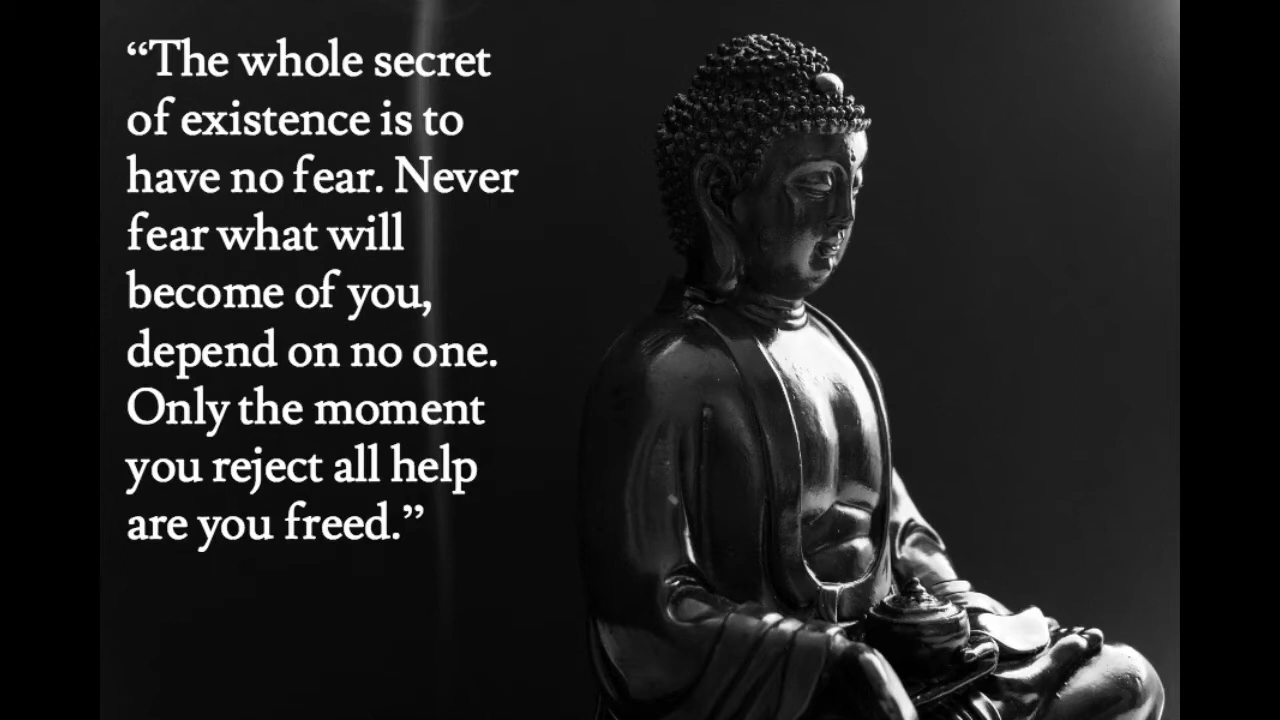 “The whole secret
of existence is to
have no fear. Never
fear what will
become of you,
depend on no one.
Only the moment
you reject all help
are you freed.”